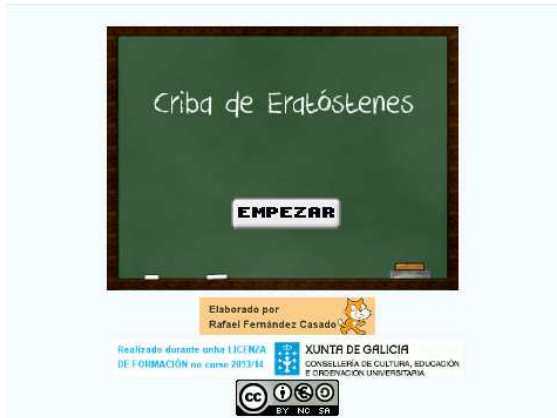 Criba de Eratóstenes
EMPEZAR
Elaborado por
Rafael Fernández Casado
Realizado durante unha LICENZA
DE FORMACIÓN no curso 2013/14
XUNTA DE GALICIA
CONSELLERÍA DE CULTURA, EDUCACIÓN
E ORDENACIÓN UNIVERSITARIA
cc
BY NC SA